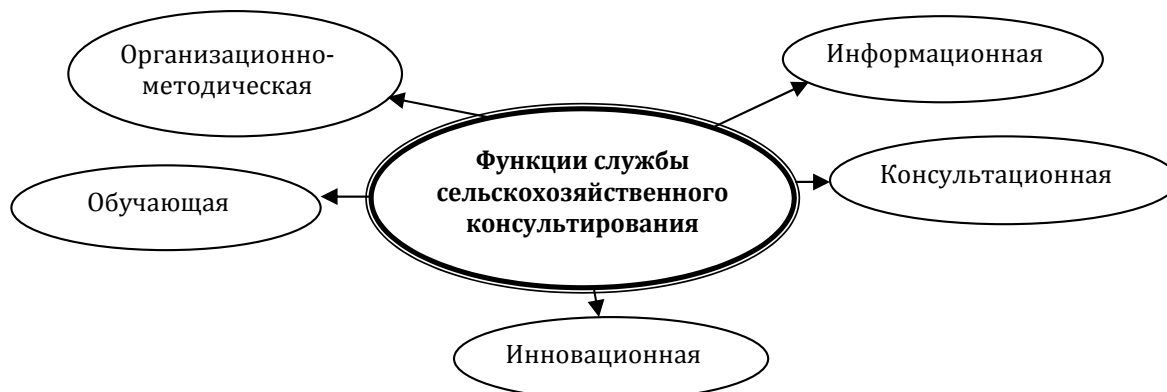 Организационно-
методическая
Информационная
Функции службы
сельскохозяйственного
консультирования
Консультационная
Обучающая
Инновационная